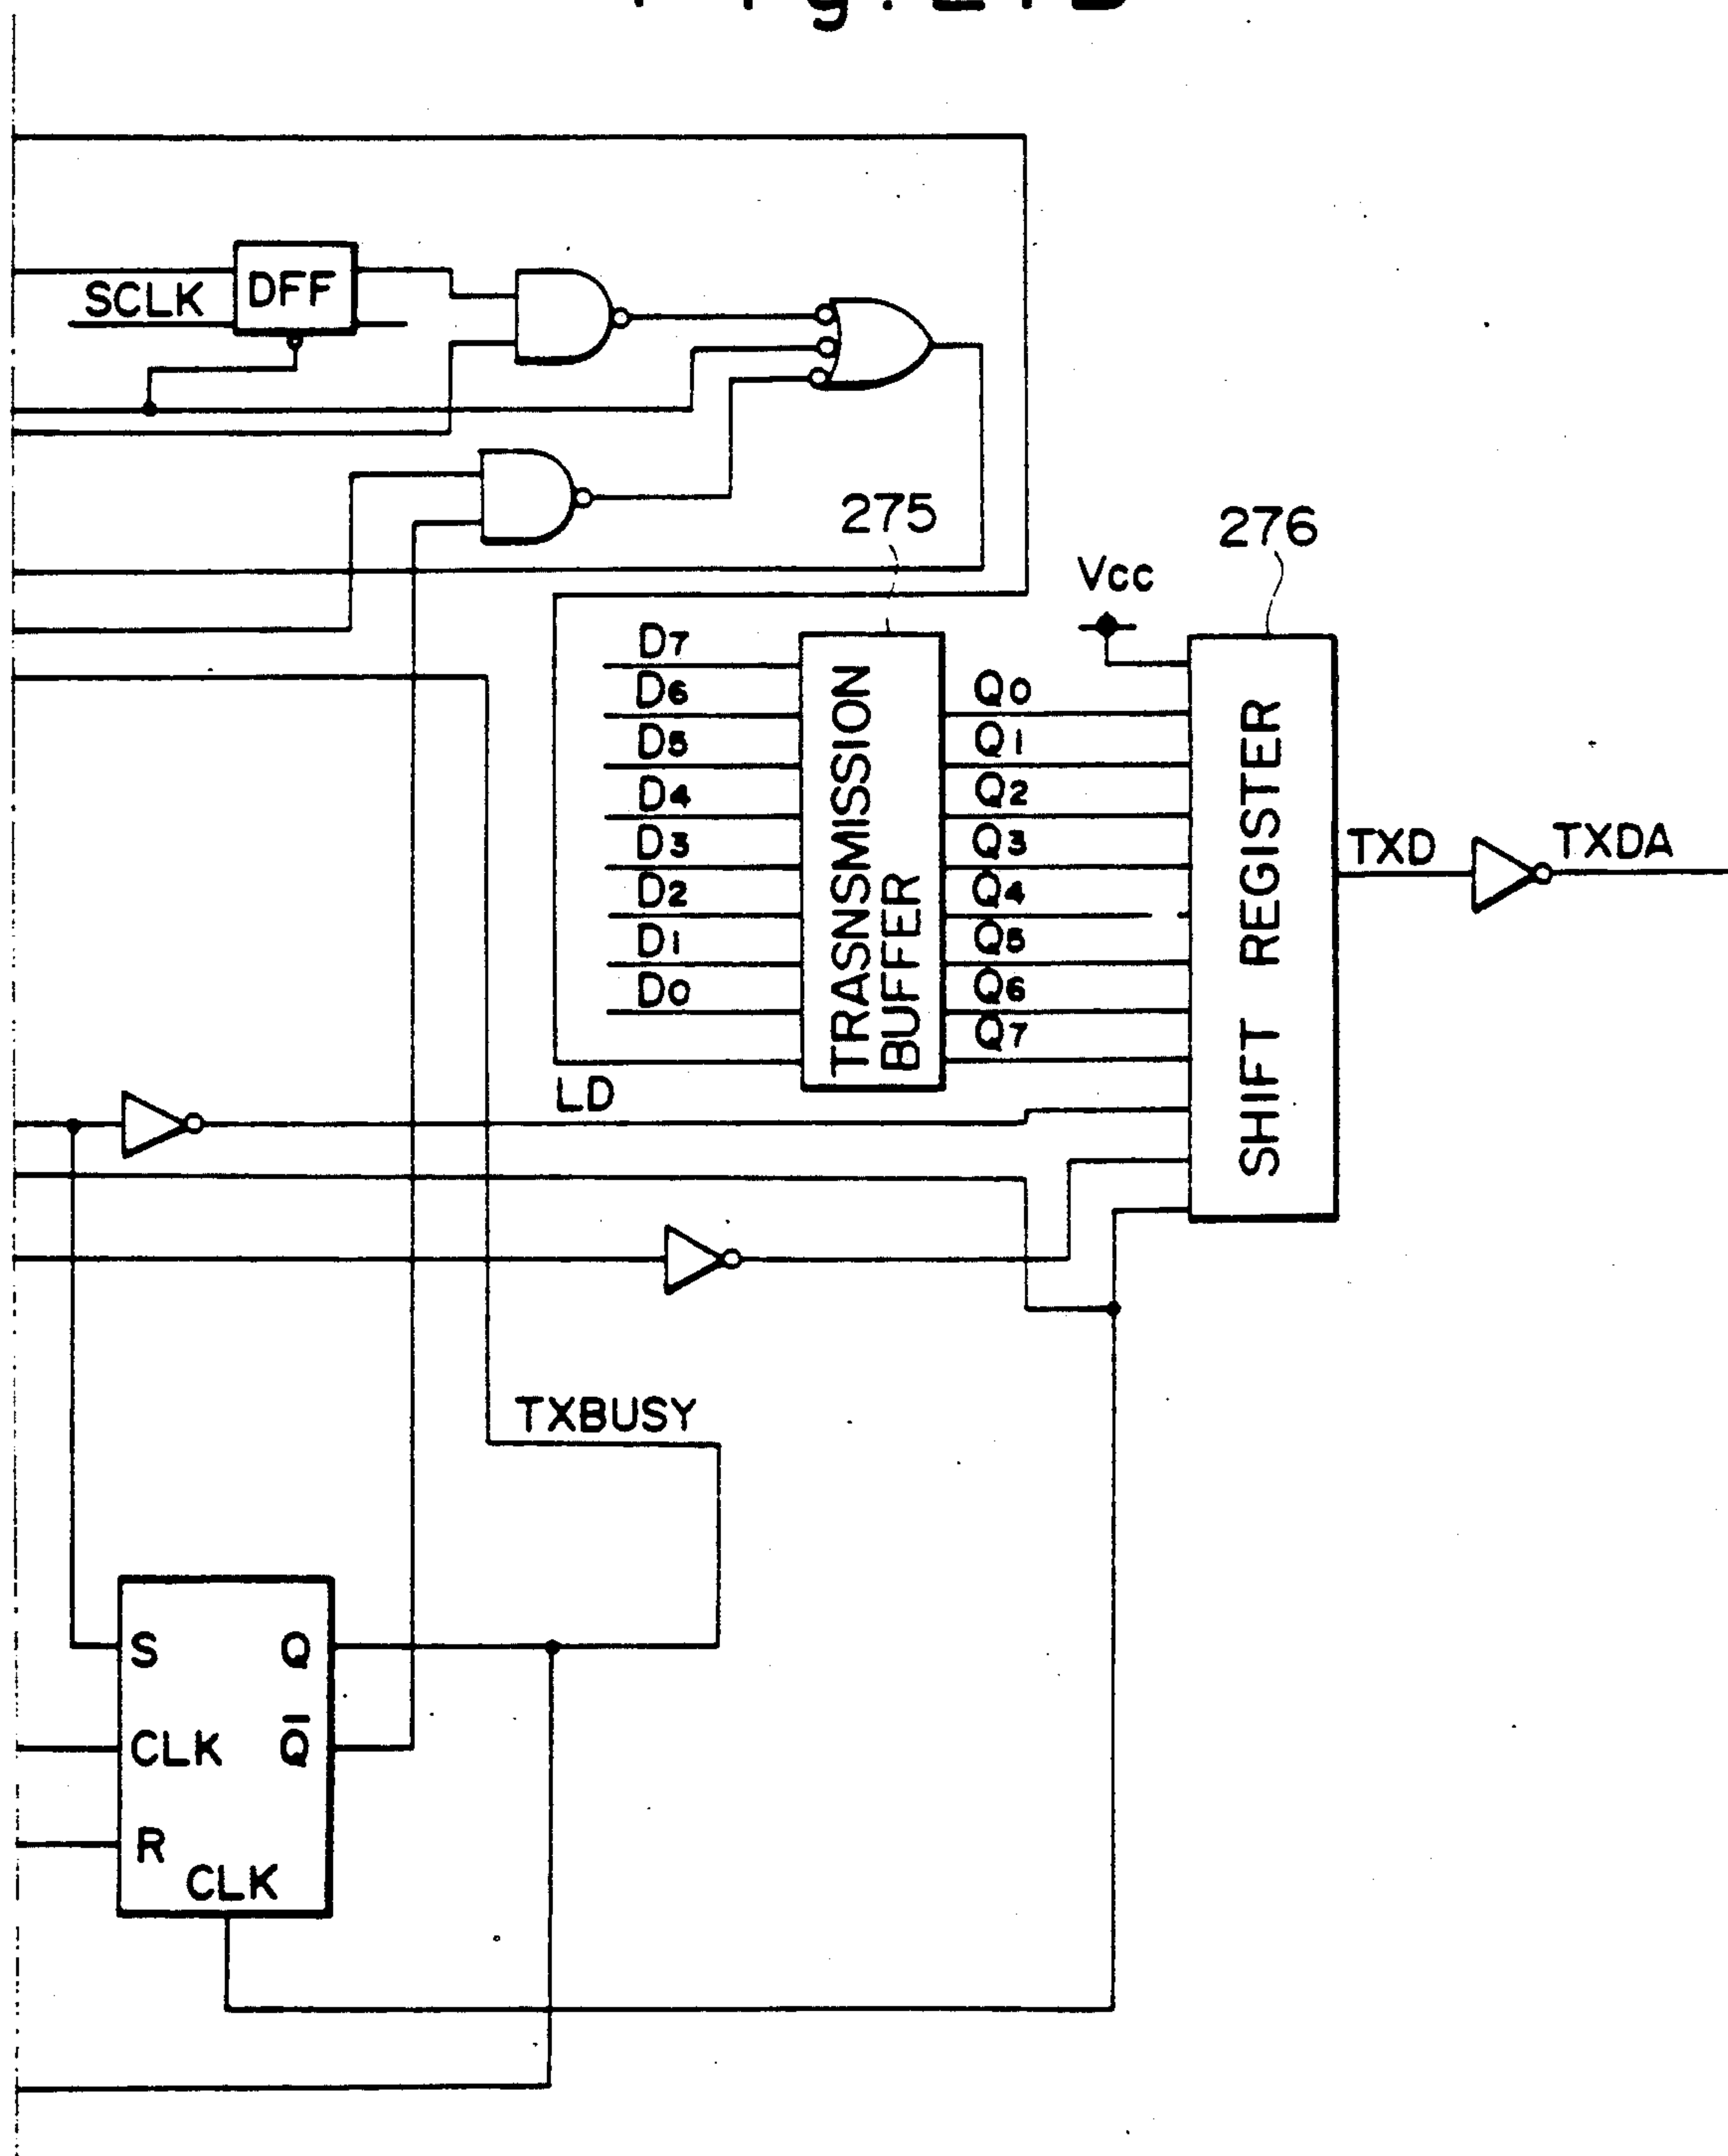 SCLK
DFF
275
276
Vcc
D7
D6
D5
D4
D3
D2
D1
D0
LD
TRASNSMISSION
BUFFER
Q0
Q1
Q2
Q3
Q4
Q5
Q6
Q7
SHIFT REGISTER
TXD
TXDA
TXBUSY
S
Q
CLK
Q̅
R
CLK